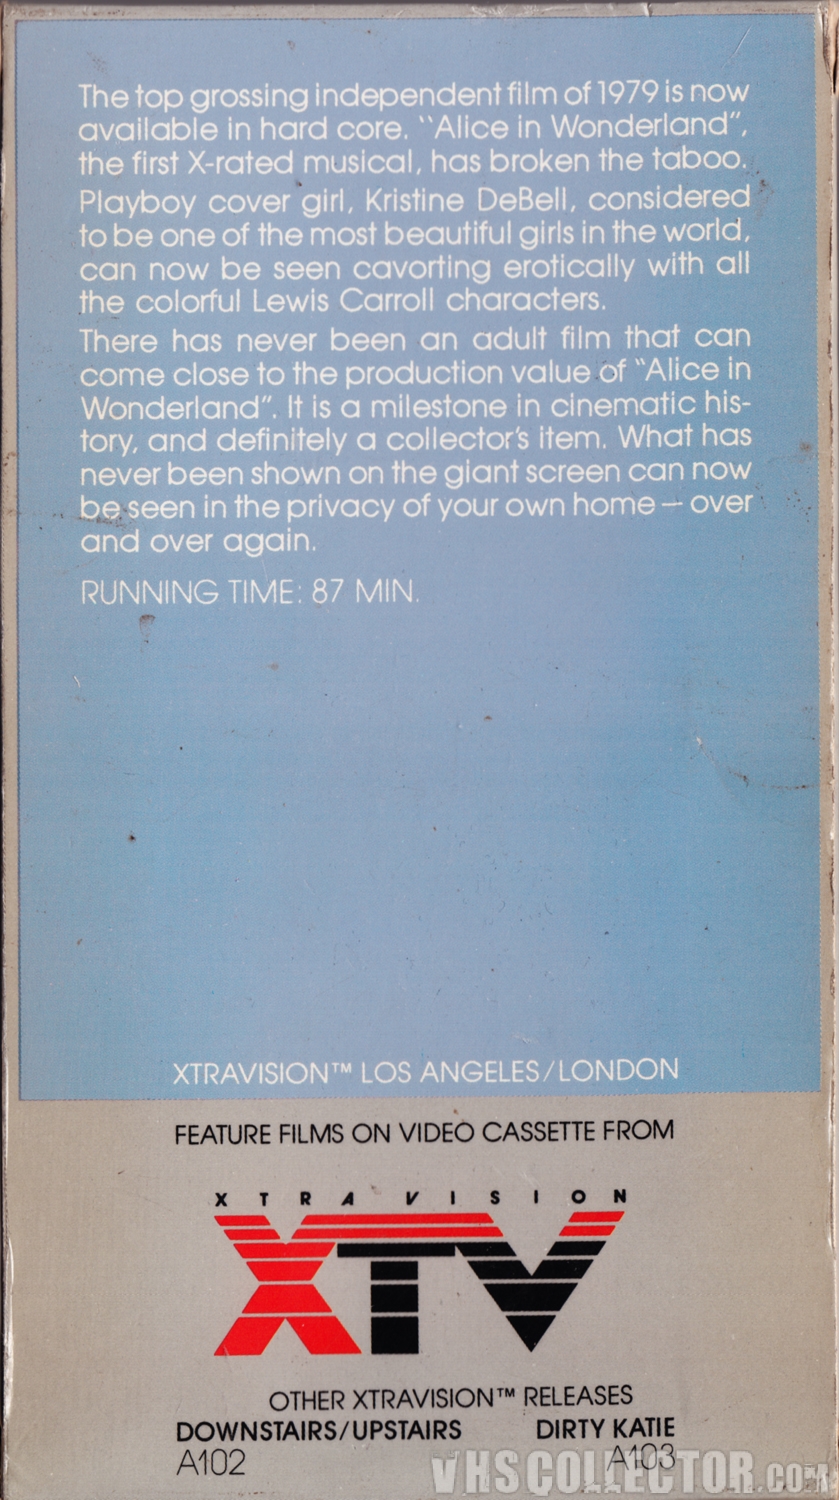 The top grossing independent film of 1979 is now
available in hard core. "Alice in Wonderland",
the first X-rated musical, has broken the taboo.
Playboy cover girl, Kristine DeBell, considered
to be one of the most beautiful girls in the world,
can now be seen cavorting erotically with all
the colorful Lewis Carroll characters.
There has never been an adult film that can
come close to the production value of "Alice in
Wonderland". It is a milestone in cinematic his-
tory, and definitely a collector's item. What has
never been shown on the giant screen can now
be seen in the privacy of your own home — over
and over again.
RUNNING TIME: 87 MIN.
XTRAVISION™ LOS ANGELES/LONDON
FEATURE FILMS ON VIDEO CASSETTE FROM
XTRA VISION
XTV
OTHER XTRAVISION™ RELEASES
DOWNSTAIRS/UPSTAIRS DIRTY KATIE
A102 A103
VHSCOLLECTOR.COM